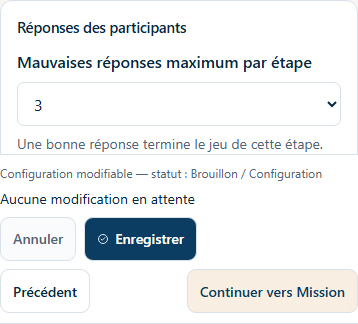 Réponses des participants
Mauvaises réponses maximum par étape
3
Une bonne réponse termine le jeu de cette étape.
Configuration modifiable — statut : Brouillon / Configuration
Aucune modification en attente
Annuler
Enregistrer
Précédent
Continuer vers Mission